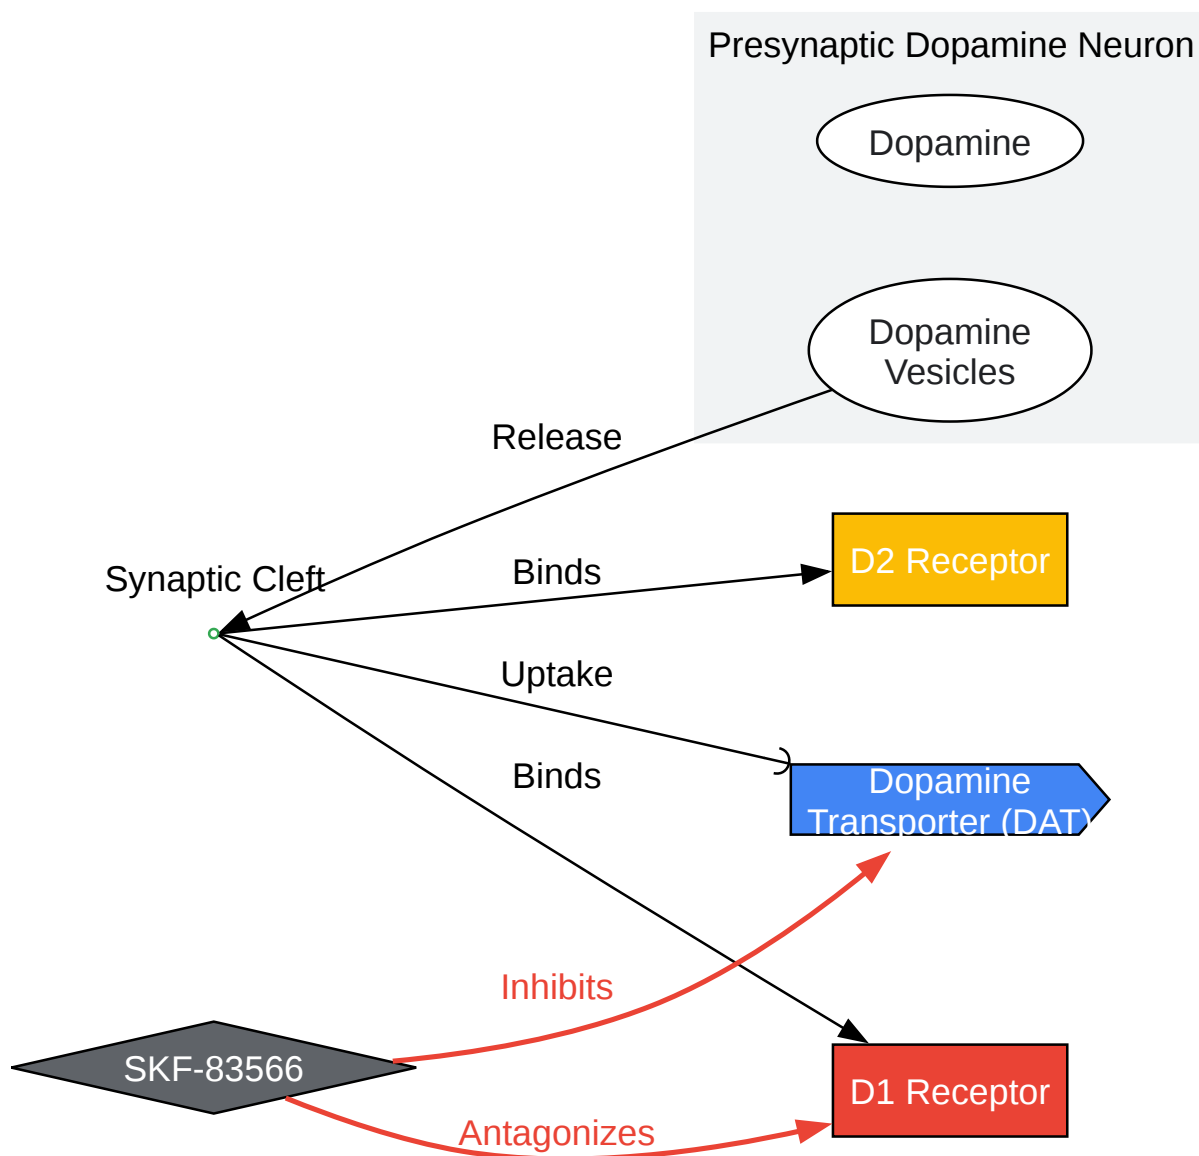 Presynaptic Dopamine Neuron
Dopamine
Dopamine
Vesicles
Release
D2 Receptor
Binds
Synaptic Cleft
Uptake
Binds
Dopamine
Transporter (DAT)
Inhibits
SKF-83566
D1 Receptor
Antagonizes